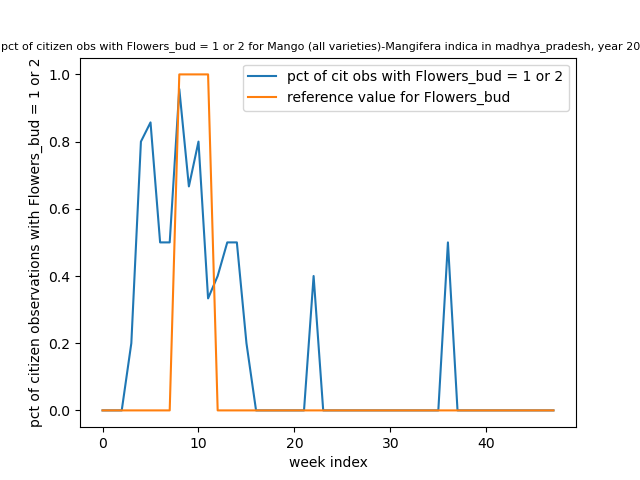 pct of citizen obs with Flowers_bud = 1 or 2 for Mango (all varieties)-Mangifera indica in madhya_pradesh, year 20
pct of cit obs with Flowers_bud = 1 or 2
reference value for Flowers_bud
pct of citizen observations with Flowers_bud = 1 or 2
1.0
0.8
0.6
0.4
0.2
0.0
0 10 20 30 40
week index